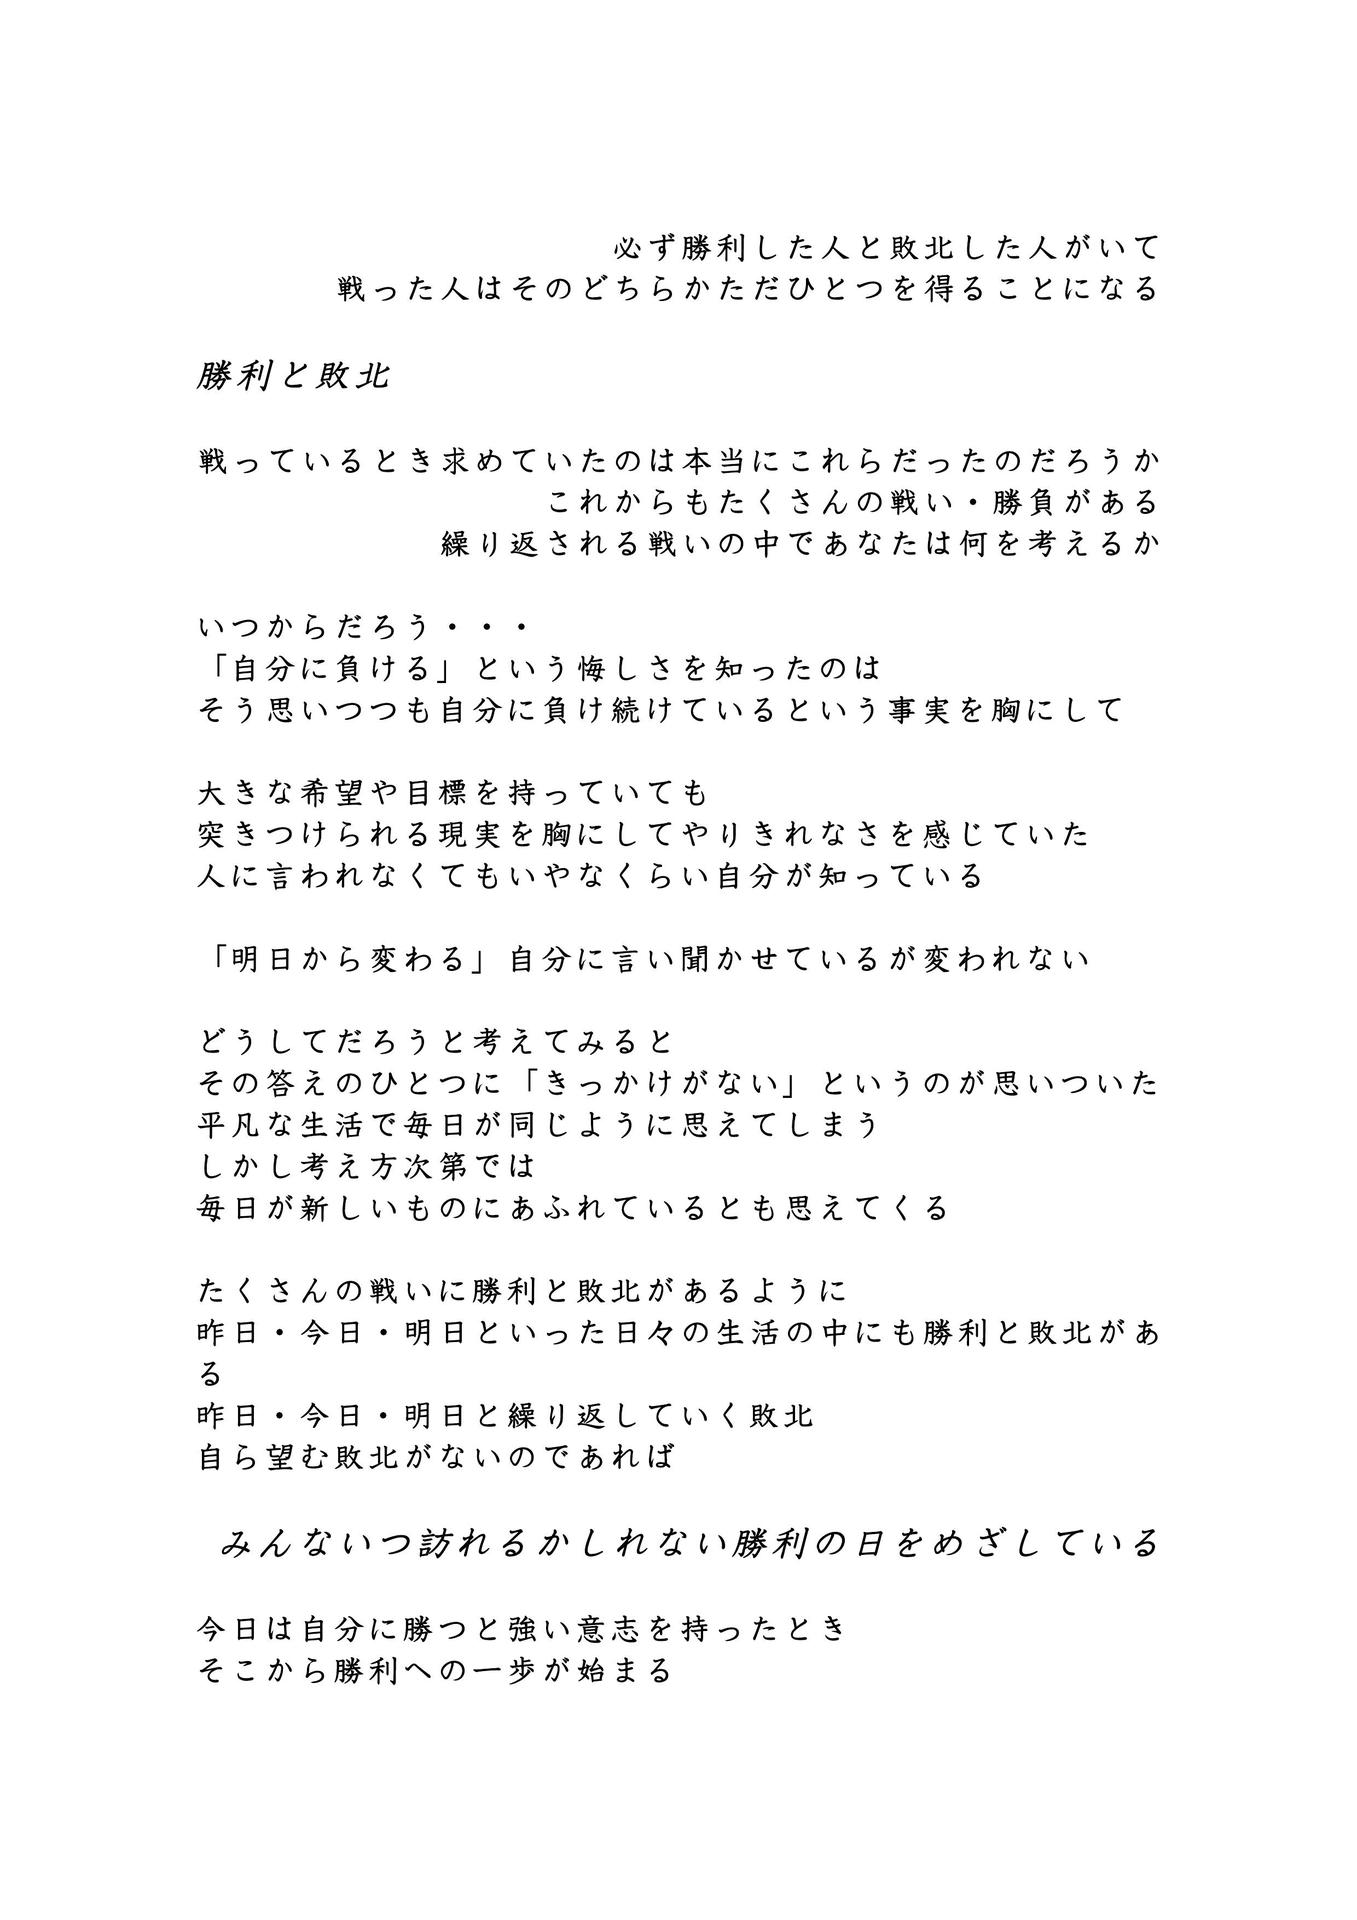 必ず勝利した人と敗北した人がいて
戦った人はそのどちらかただひとつを得ることになる
勝利と敗北
戦っているとき求めていたのは本当にこれらだったのだろうか
これからもたくさんの戦い・勝負がある
繰り返される戦いの中であなたは何を考えるか
いつからだろう・・・
「自分に負ける」という悔しさを知ったのは
そう思いつつも自分に負け続けているという事実を胸にして
大きな希望や目標を持っていても
突きつけられる現実を胸にしてやりきれなさを感じていた
人に言われなくてもいやなくらい自分が知っている
「明日から変わる」自分に言い聞かせているが変われない
どうしてだろうと考えてみると
その答えのひとつに「きっかけがない」というのが思いついた
平凡な生活で毎日が同じように思えてしまう
しかし考え方次第では
毎日が新しいものにあふれているとも思えてくる
たくさんの戦いに勝利と敗北があるように
昨日・今日・明日といった日々の生活の中にも勝利と敗北があ
る
昨日・今日・明日と繰り返していく敗北
自ら望む敗北がないのであれば
みんないつ訪れるかしれない勝利の日をめざしている
今日は自分に勝つと強い意志を持ったとき
そこから勝利への一歩が始まる